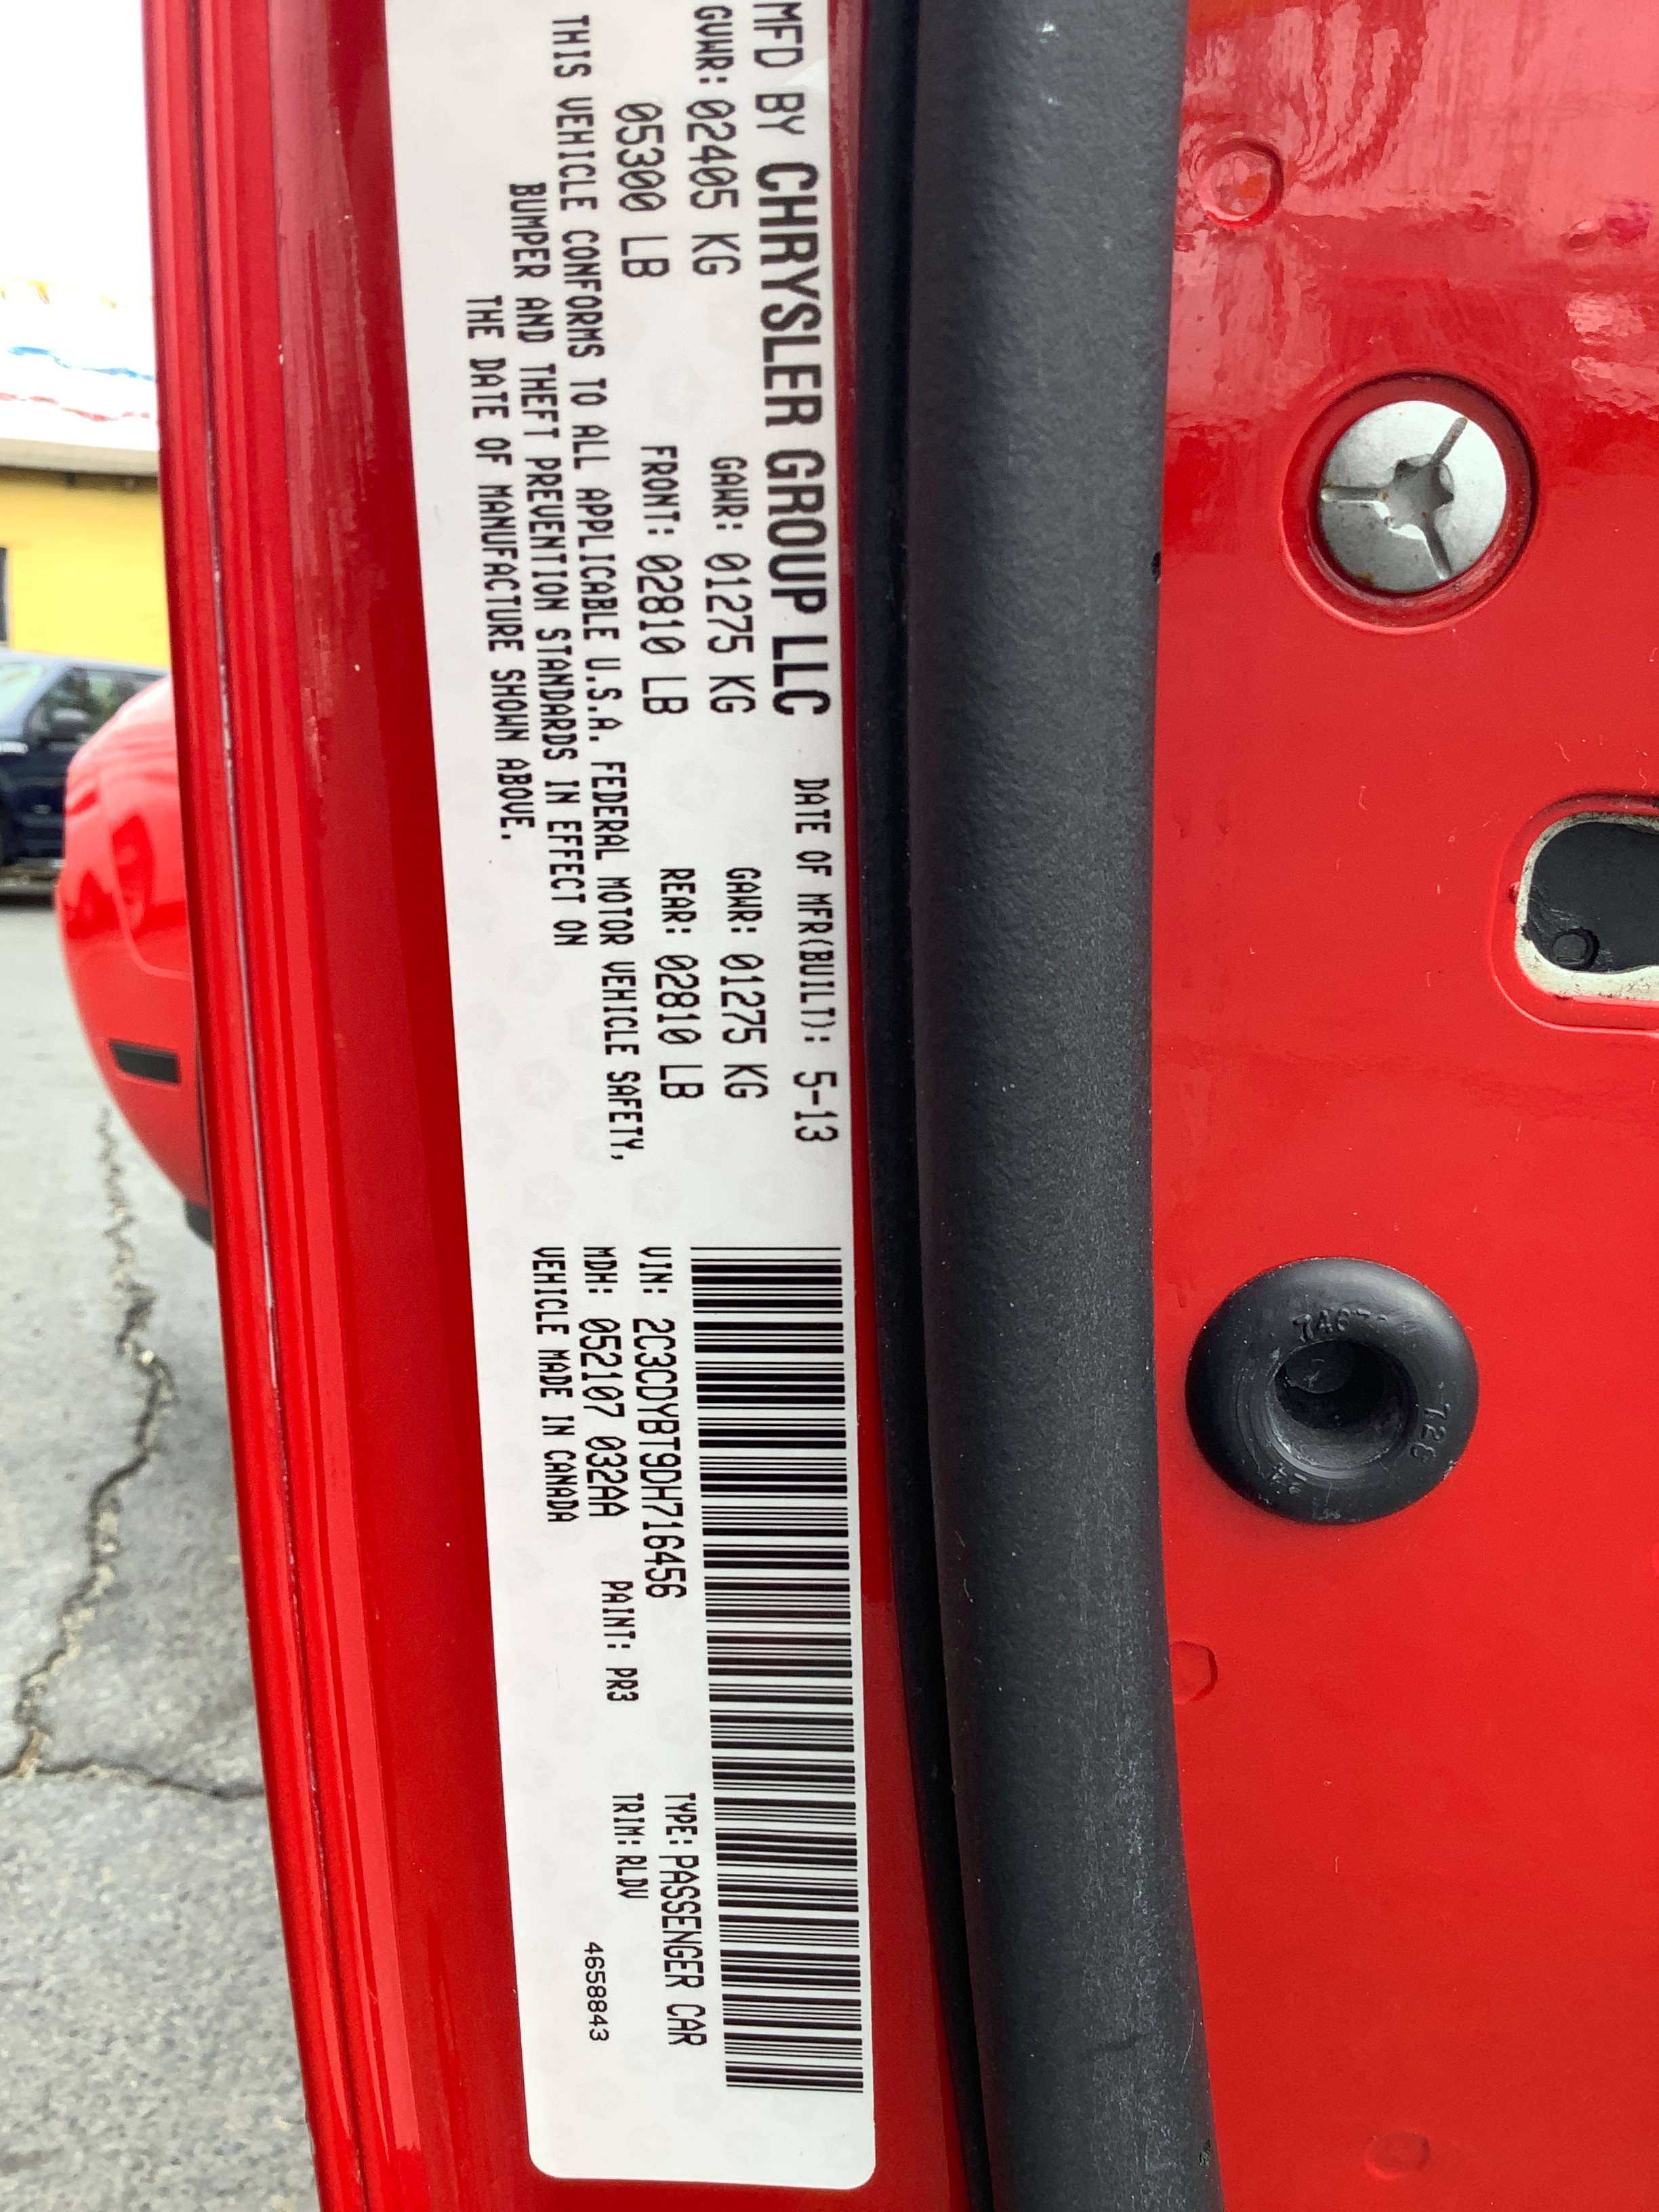 MFD BY CHRYSLER GROUP LLC DATE OF MFR(BUILT): 5-13
GVWR: 02405 KG GAWR: 01275 KG GAWR: 01275 KG
05300 LB FRONT: 02810 LB REAR: 02810 LB
THIS VEHICLE CONFORMS TO ALL APPLICABLE U.S.A. FEDERAL MOTOR VEHICLE SAFETY,
BUMPER AND THEFT PREVENTION STANDARDS IN EFFECT ON
THE DATE OF MANUFACTURE SHOWN ABOVE.
VIN: 2C3CDYBT9DH716456 TYPE: PASSENGER CAR
MDH: 052107 032AA PAINT: PR3 TRIM: RLDV
VEHICLE MADE IN CANADA 4658843
728